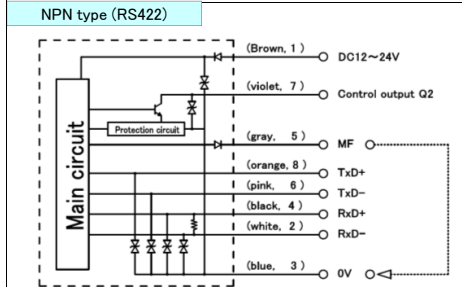 NPN type (RS422)
(Brown, 1 ) DC12～24V
(violet, 7 ) Control output Q2
Protection circuit
(gray, 5 ) MF
(orange, 8 ) TxD+
(pink, 6 ) TxD-
(black, 4 ) RxD+
(white, 2 ) RxD-
(blue, 3 ) 0V
Main circuit